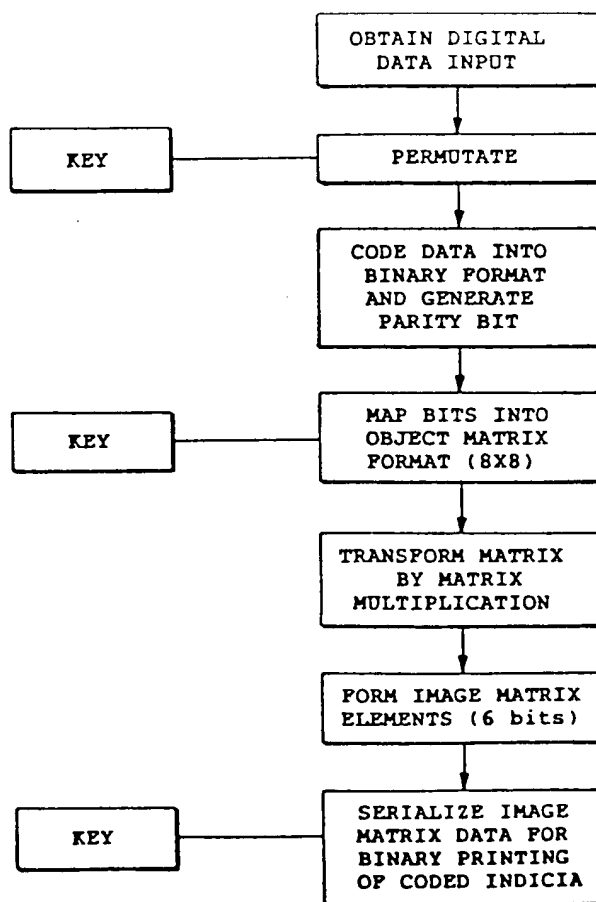 OBTAIN DIGITAL
DATA INPUT
KEY
PERMUTATE
CODE DATA INTO
BINARY FORMAT
AND GENERATE
PARITY BIT
KEY
MAP BITS INTO
OBJECT MATRIX
FORMAT (8X8)
TRANSFORM MATRIX
BY MATRIX
MULTIPLICATION
FORM IMAGE MATRIX
ELEMENTS (6 bits)
KEY
SERIALIZE IMAGE
MATRIX DATA FOR
BINARY PRINTING
OF CODED INDICIA